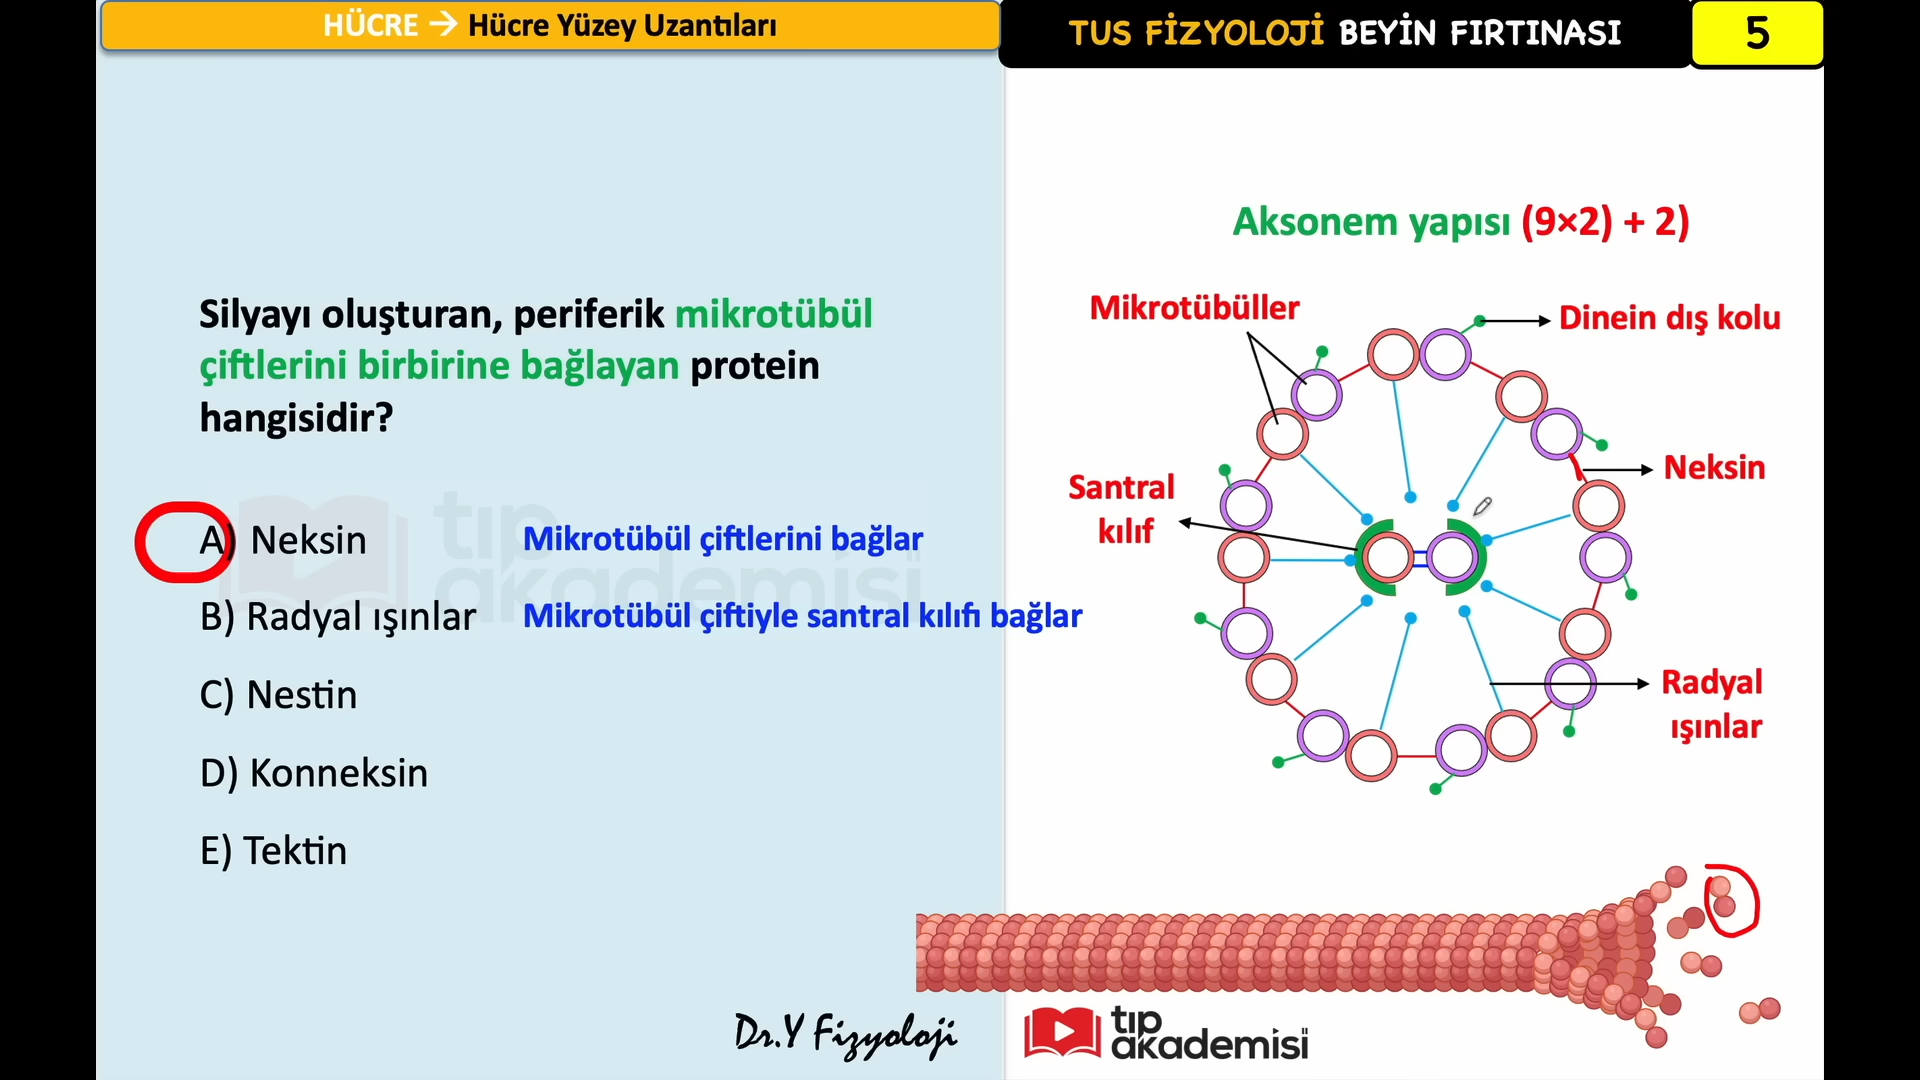 HÜCRE → Hücre Yüzey Uzantıları
TUS FİZYOLOJİ BEYİN FIRTINASI
5
Silyayı oluşturan, periferik mikrotübül
çiftlerini birbirine bağlayan protein
hangisidir?
A) Neksin
Mikrotübül çiftlerini bağlar
B) Radyal ışınlar
Mikrotübül çiftiyle santral kılıfı bağlar
C) Nestin
D) Konneksin
E) Tektin
tıp
akademisi
Aksonem yapısı (9×2) + 2)
Mikrotübüller
Dinein dış kolu
Neksin
Santral
kılıf
Radyal
ışınlar
Dr.Y Fizyoloji
tıp
akademisi